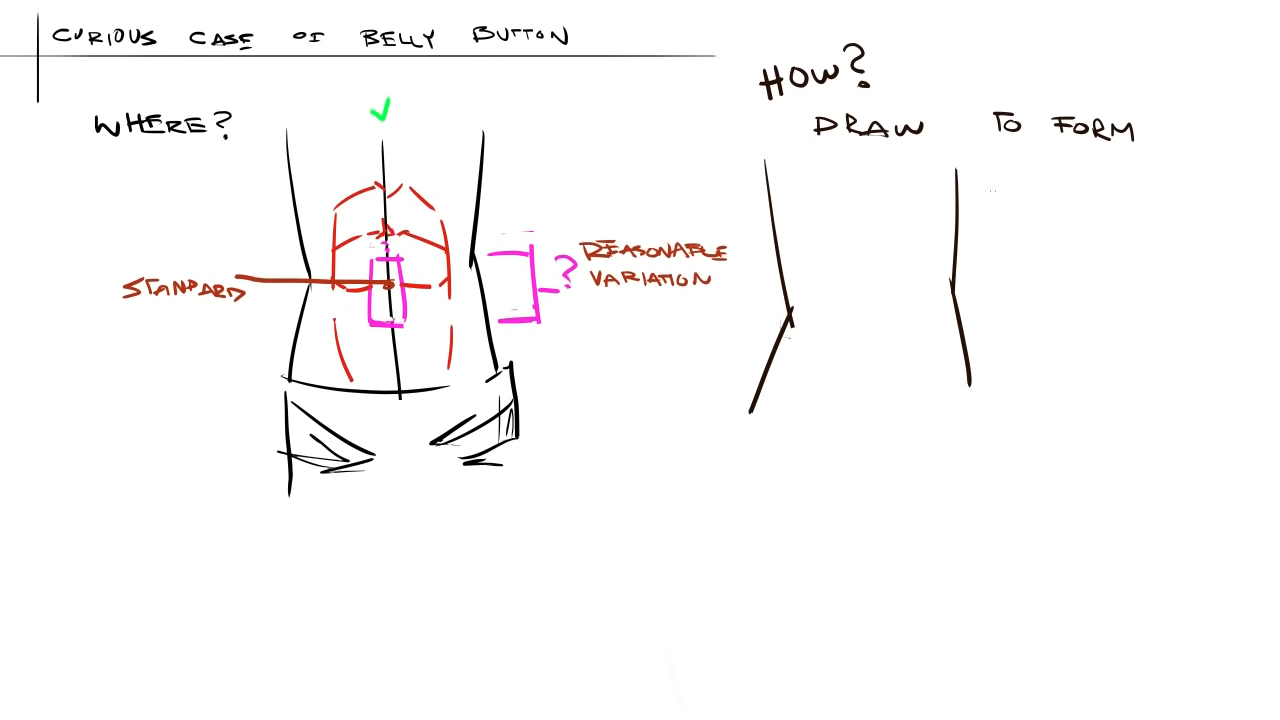 CURIOUS CASE OF BELLY BUTTON
WHERE?
STANDARD
?
REASONABLE
VARIATION
HOW?
DRAW TO FORM